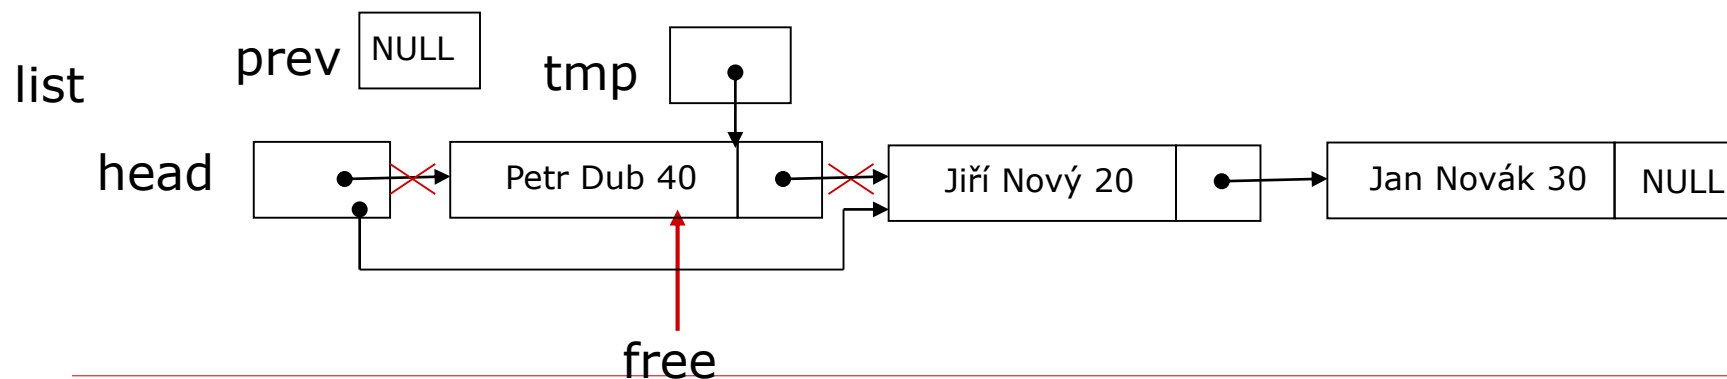 list
prev
NULL
tmp
head
Petr Dub 40
Jiří Nový 20
Jan Novák 30
NULL
free